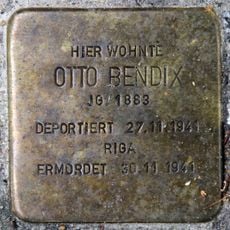 HIER WOHNTE
OTTO BENDIX
JG. 1883
DEPORTIERT 27.11.1941
RIGA
ERMORDET 30.11.1941